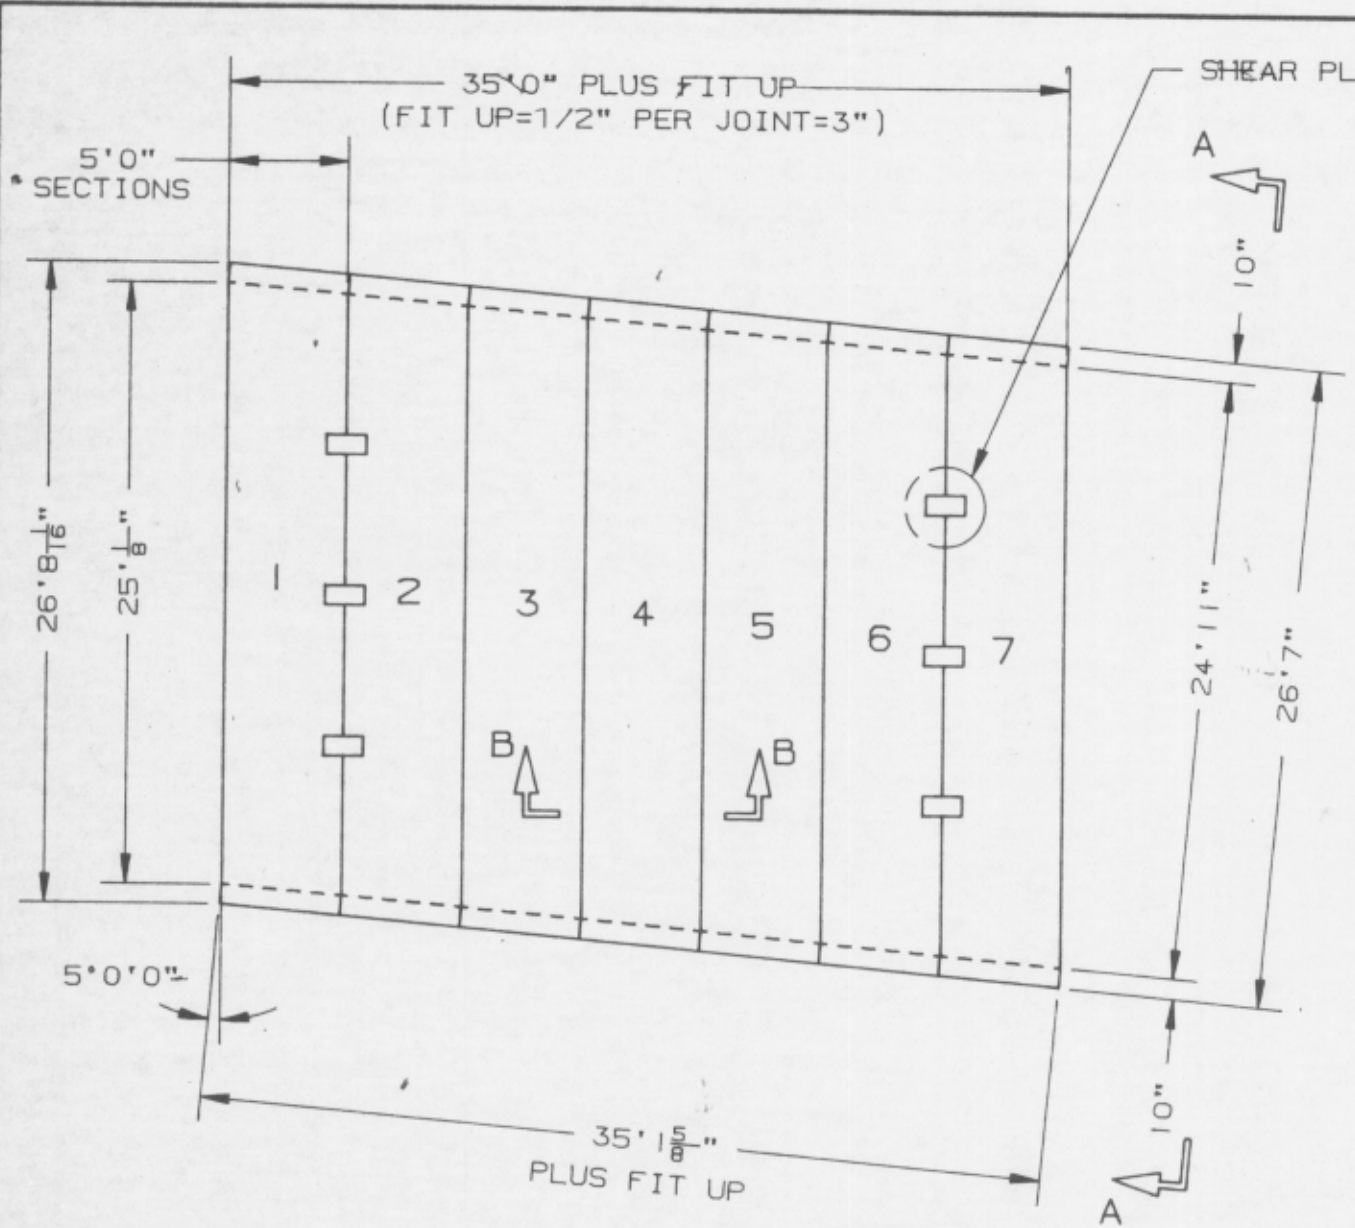 35'0" PLUS FIT UP
(FIT UP=1/2" PER JOINT=3")
SHEAR PL
5'0"
SECTIONS
A
10"
26'8 1/16"
25' 1/8"
1
2
3
4
5
6
7
24'11"
26'7"
B
B
5°0'0"
10"
35' 1 5/8"
PLUS FIT UP
A